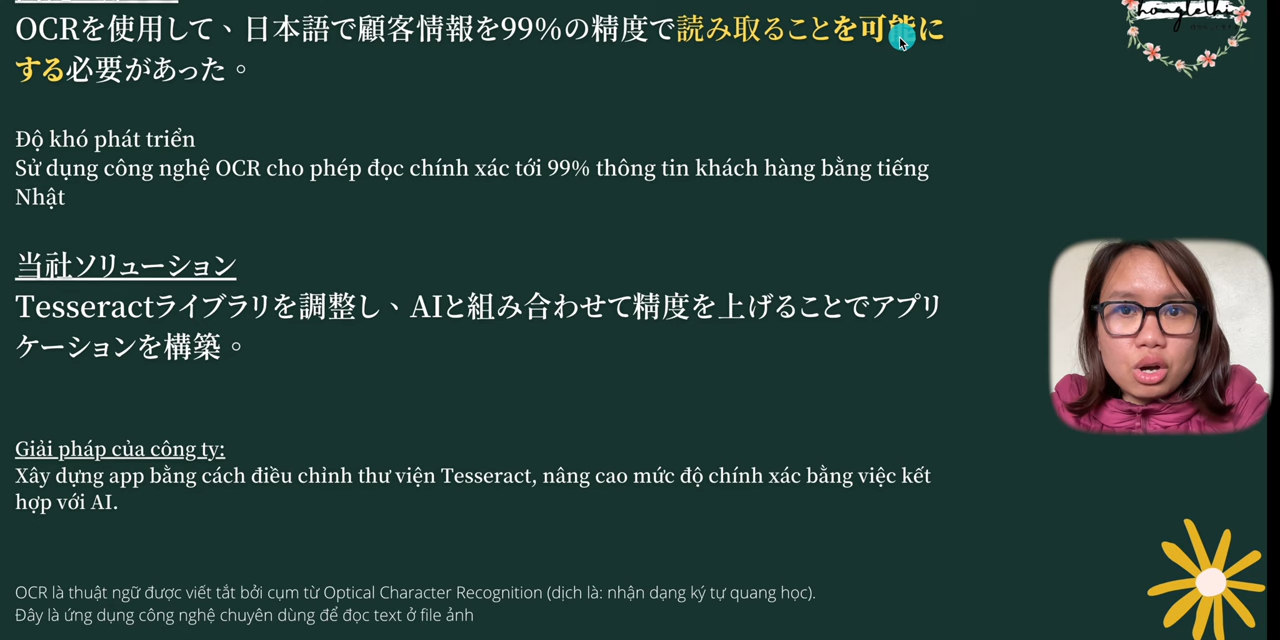 OCRを使用して、日本語で顧客情報を99%の精度で読み取ることを可能に
する必要があった。
Độ khó phát triển
Sử dụng công nghệ OCR cho phép đọc chính xác tới 99% thông tin khách hàng bằng tiếng
Nhật
当社ソリューション
Tesseractライブラリを調整し、AIと組み合わせて精度を上げることでアプリ
ケーションを構築。
Giải pháp của công ty:
Xây dựng app bằng cách điều chỉnh thư viện Tesseract, nâng cao mức độ chính xác bằng việc kết
hợp với AI.
OCR là thuật ngữ được viết tắt bởi cụm từ Optical Character Recognition (dịch là: nhận dạng ký tự quang học).
Đây là ứng dụng công nghệ chuyên dùng để đọc text ở file ảnh